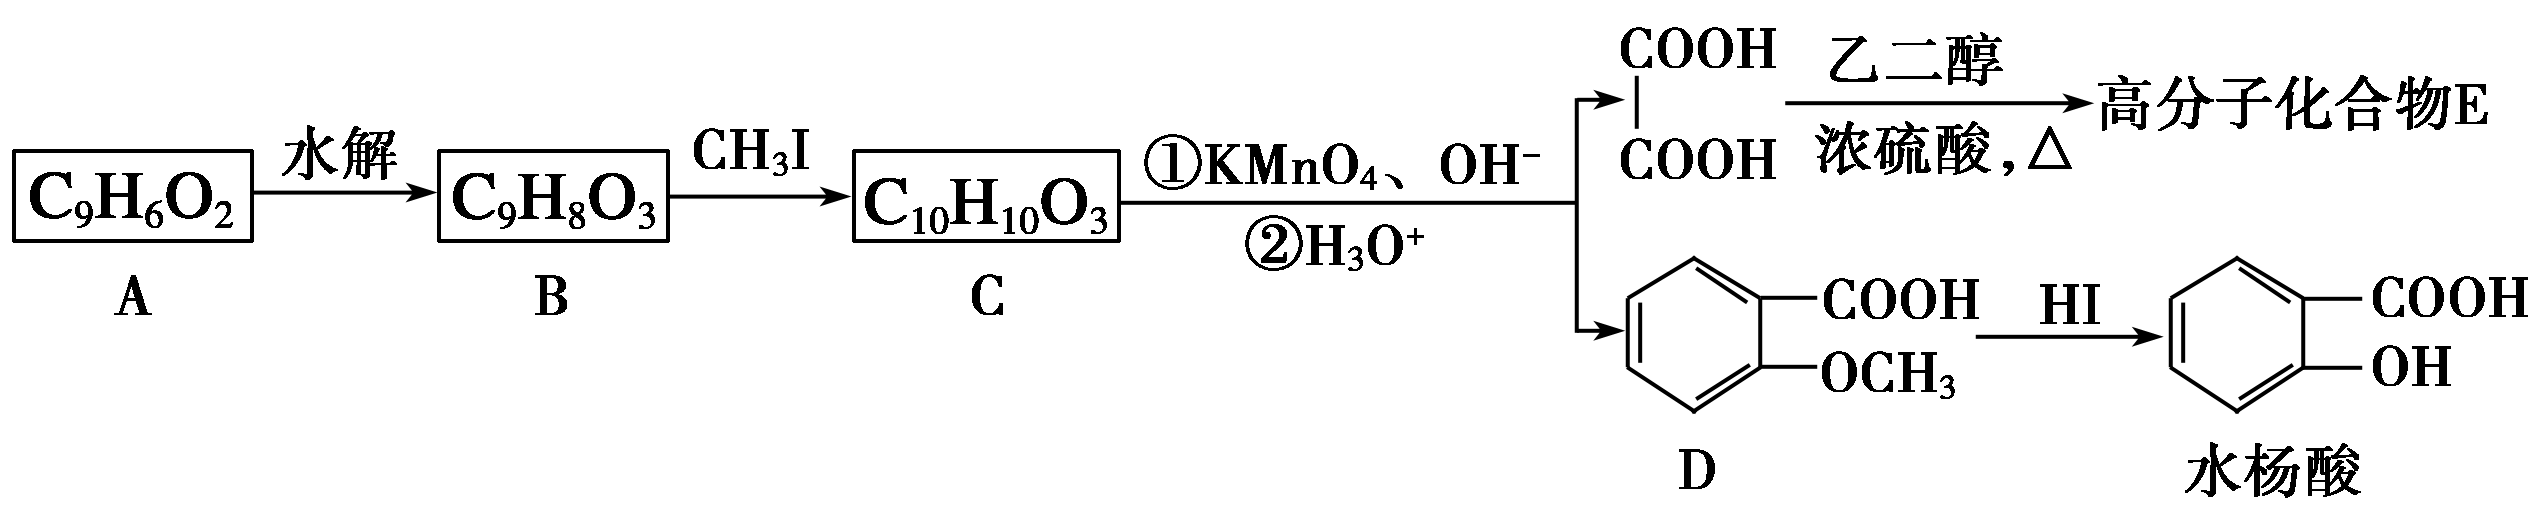 C₉H₆O₂
A
水解
C₉H₈O₃
B
CH₃I
C₁₀H₁₀O₃
C
①KMnO₄、OH⁻
②H₃O⁺
COOH
COOH
乙二醇
浓硫酸,△
高分子化合物E
COOH
OCH₃
D
HI
COOH
OH
水杨酸